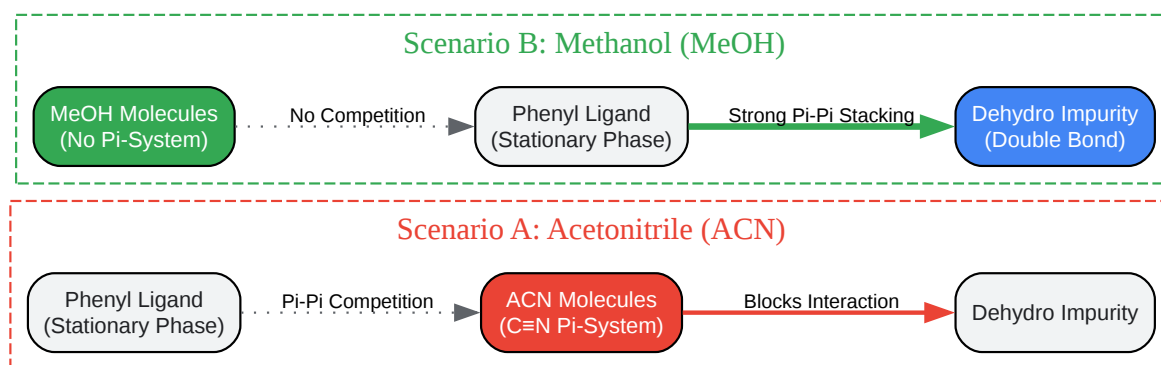 Scenario B: Methanol (MeOH)
MeOH Molecules
(No Pi-System)
No Competition
Phenyl Ligand
(Stationary Phase)
Strong Pi-Pi Stacking
Dehydro Impurity
(Double Bond)
Scenario A: Acetonitrile (ACN)
Phenyl Ligand
(Stationary Phase)
Pi-Pi Competition
ACN Molecules
(C≡N Pi-System)
Blocks Interaction
Dehydro Impurity